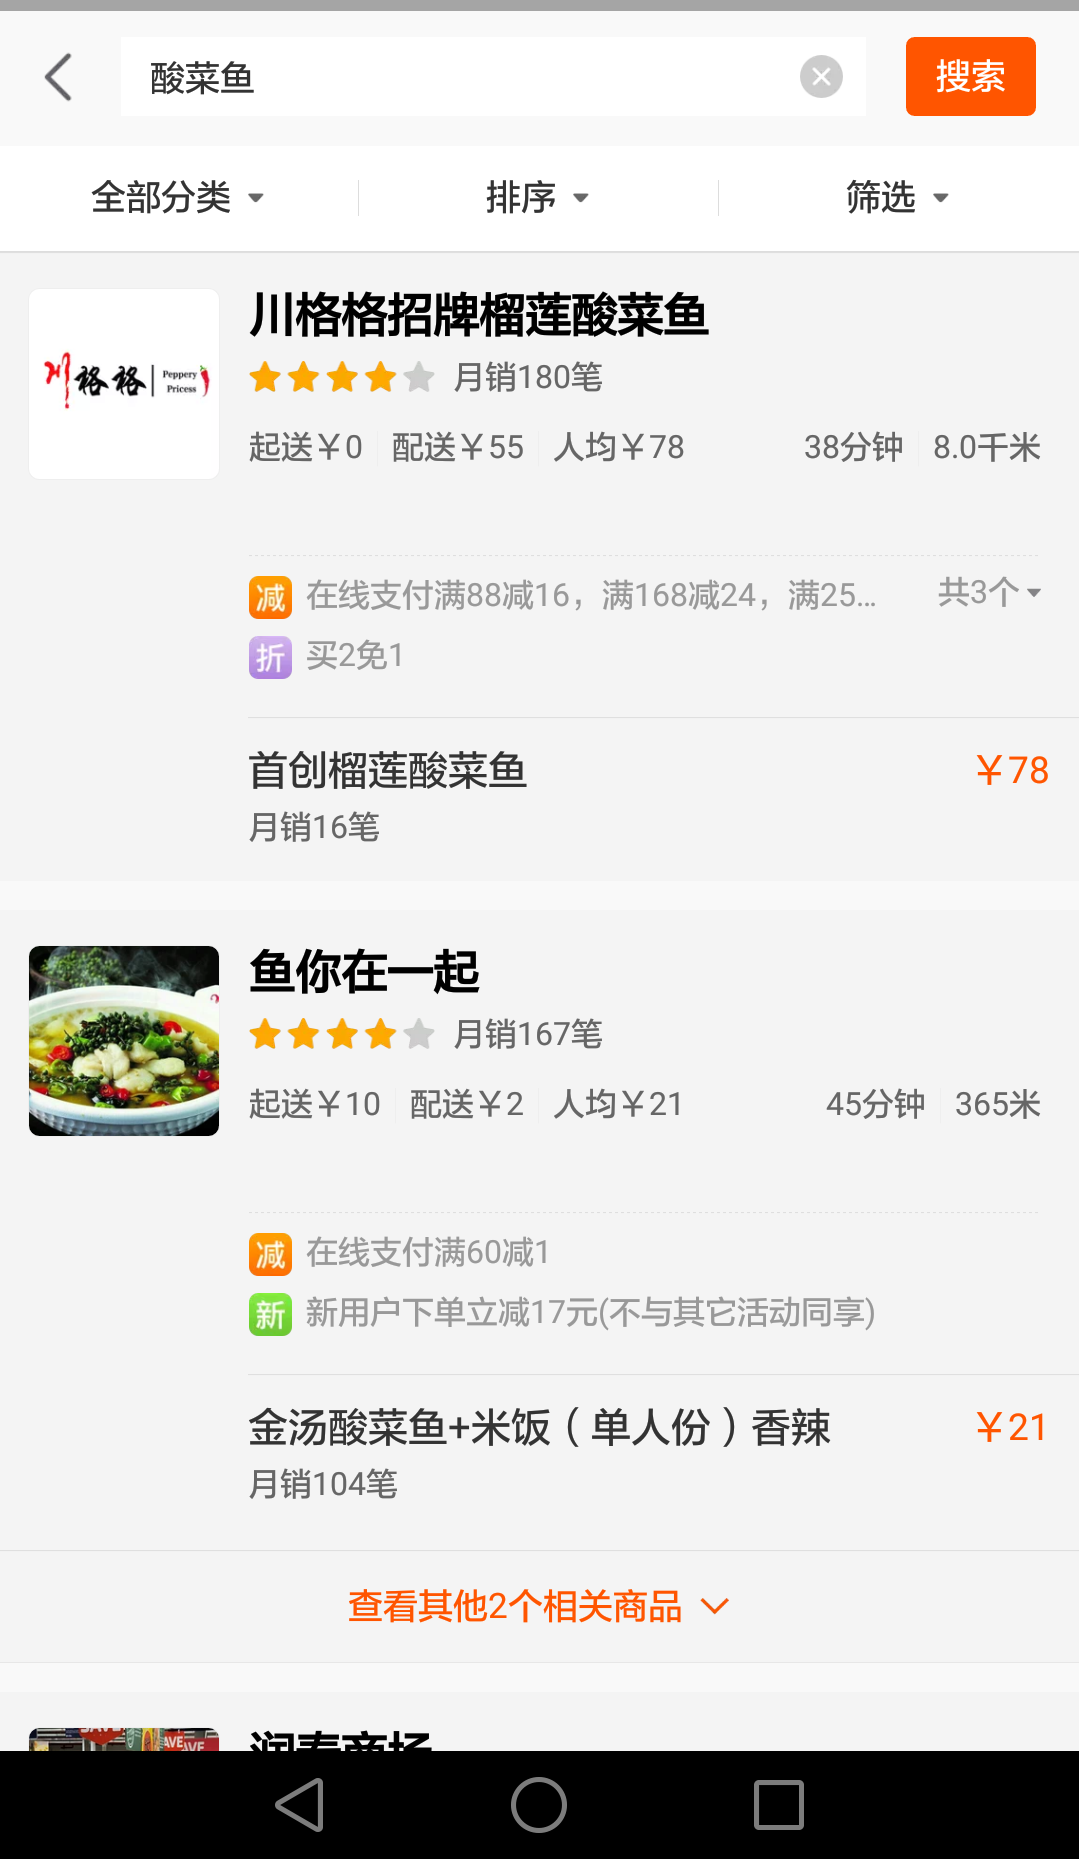 酸菜鱼
搜索
全部分类 排序 筛选
川格格招牌榴莲酸菜鱼
川格格 Peppery Pricess
月销180笔
起送￥0 配送￥55 人均￥78 38分钟 8.0千米
减 在线支付满88减16，满168减24，满25... 共3个
折 买2免1
首创榴莲酸菜鱼 ￥78
月销16笔
鱼你在一起
月销167笔
起送￥10 配送￥2 人均￥21 45分钟 365米
减 在线支付满60减1
新 新用户下单立减17元(不与其它活动同享)
金汤酸菜鱼+米饭（单人份）香辣 ￥21
月销104笔
查看其他2个相关商品
润泰商场